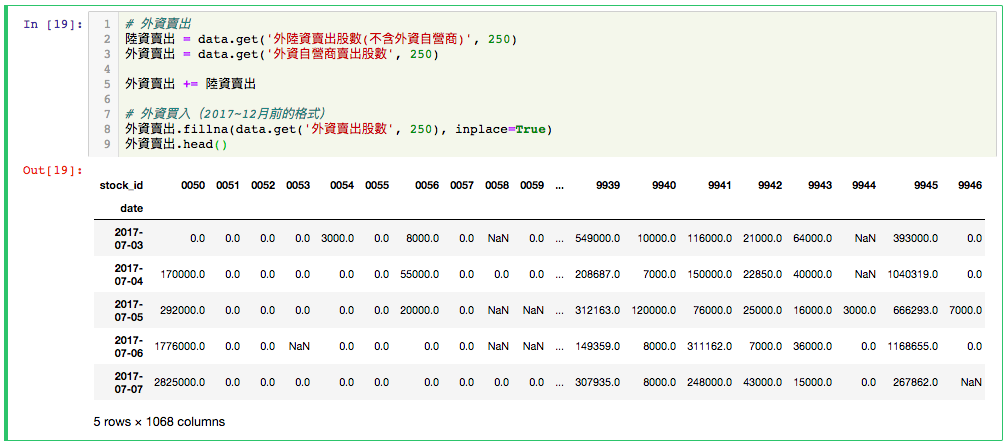 In [19]:
1 # 外資賣出
2 陸資賣出 = data.get('外陸資賣出股數(不含外資自營商)', 250)
3 外資賣出 = data.get('外資自營商賣出股數', 250)
4
5 外資賣出 += 陸資賣出
6
7 # 外資買入（2017~12月前的格式）
8 外資賣出.fillna(data.get('外資賣出股數', 250), inplace=True)
9 外資賣出.head()
Out[19]:
stock_id 0050 0051 0052 0053 0054 0055 0056 0057 0058 0059 ... 9939 9940 9941 9942 9943 9944 9945 9946
date
2017-07-03 0.0 0.0 0.0 0.0 3000.0 0.0 8000.0 0.0 NaN 0.0 ... 549000.0 10000.0 116000.0 21000.0 64000.0 NaN 393000.0 0.0
2017-07-04 170000.0 0.0 0.0 0.0 0.0 0.0 55000.0 0.0 0.0 0.0 ... 208687.0 7000.0 150000.0 22850.0 40000.0 NaN 1040319.0 0.0
2017-07-05 292000.0 0.0 0.0 0.0 0.0 0.0 20000.0 0.0 NaN NaN ... 312163.0 120000.0 76000.0 25000.0 16000.0 3000.0 666293.0 7000.0
2017-07-06 1776000.0 0.0 0.0 NaN 0.0 0.0 0.0 0.0 NaN NaN ... 149359.0 8000.0 311162.0 7000.0 36000.0 0.0 1168655.0 0.0
2017-07-07 2825000.0 0.0 0.0 0.0 0.0 0.0 0.0 0.0 0.0 0.0 ... 307935.0 8000.0 248000.0 43000.0 15000.0 0.0 267862.0 NaN
5 rows × 1068 columns